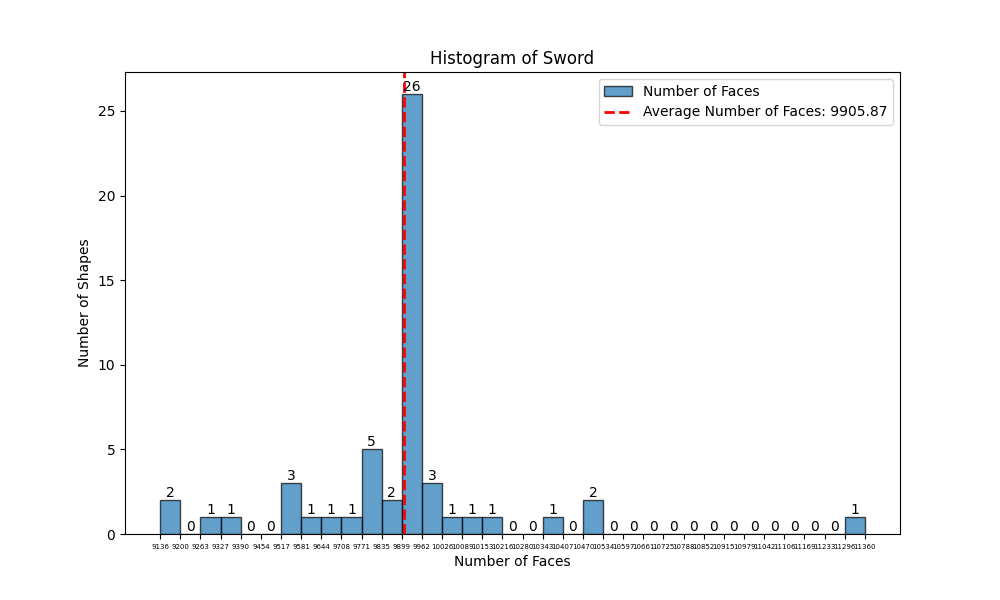 Histogram of Sword
Number of Faces
Average Number of Faces: 9905.87
Number of Shapes
25
20
15
10
5
0
2 0 1 1 0 0 3 1 1 1 5 2 26 3 1 1 1 0 0 1 0 2 0 0 0 0 0 0 0 0 0 0 0 0 1
9136 9200 9263 9327 9390 9454 9517 9581 9644 9708 9771 9835 9899 9962 10026 10089 10153 10216 10280 10343 10407 10470 10534 10597 10661 10725 10788 10852 10915 10979 11042 11106 11169 11233 11296 11360
Number of Faces